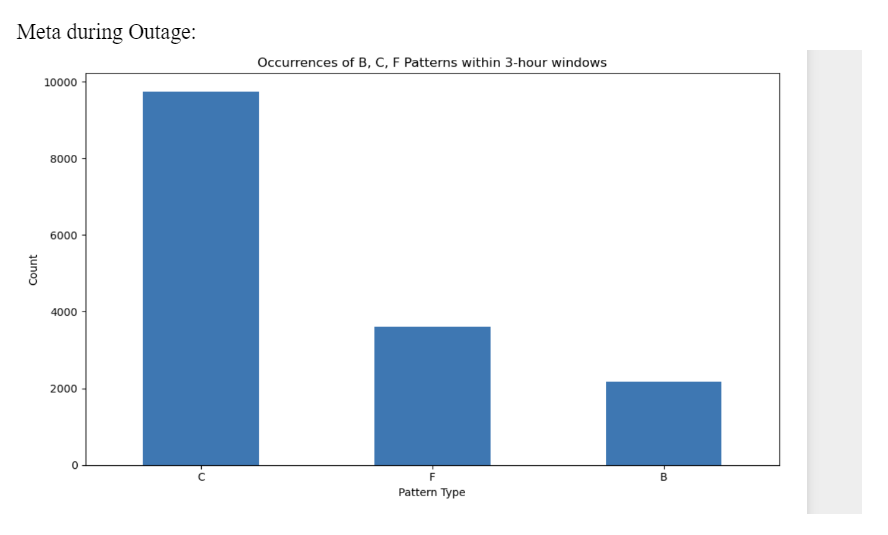 Meta during Outage:
Occurrences of B, C, F Patterns within 3-hour windows
10000
8000
6000
4000
2000
0
Count
C F B
Pattern Type